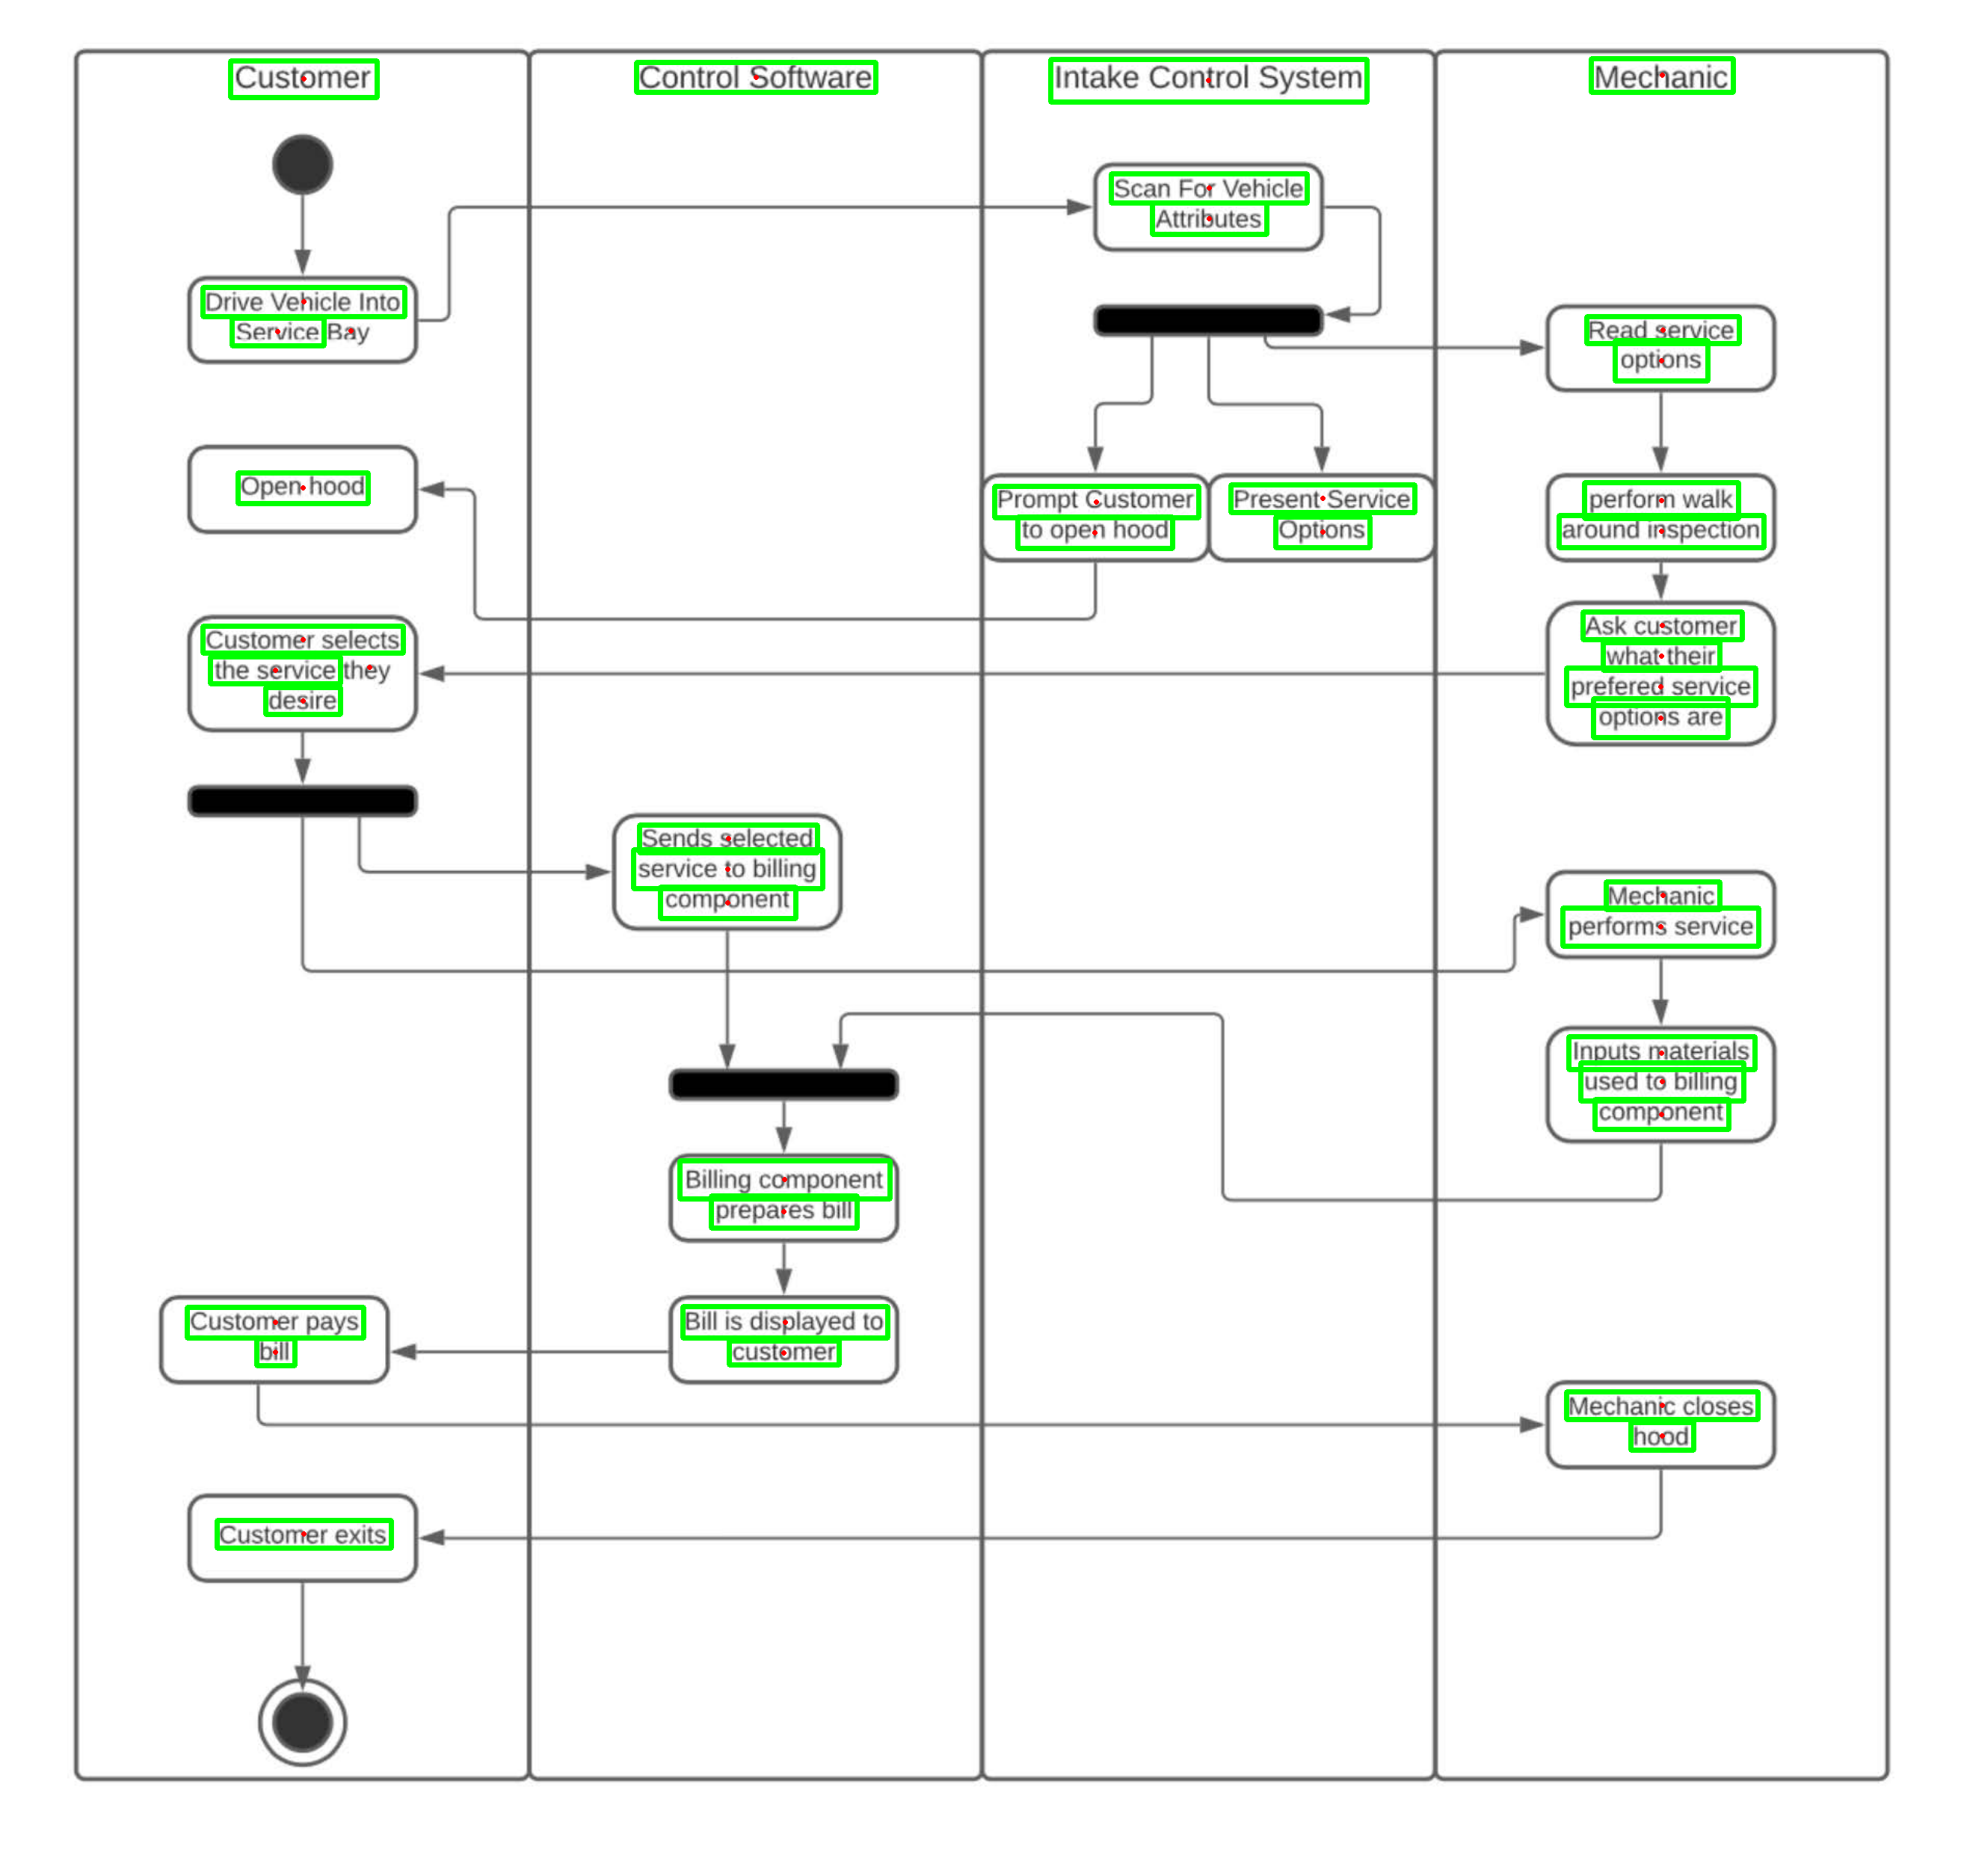 Customer
Control Software
Intake Control System
Mechanic
Scan For Vehicle
Attributes
Drive Vehicle Into
Service Bay
Read service
options
Open hood
Prompt Customer
to open hood
Present Service
Options
perform walk
around inspection
Customer selects
the service they
desire
Ask customer
what their
prefered service
options are
Sends selected
service to billing
component
Mechanic
performs service
Inputs materials
used to billing
component
Billing component
prepares bill
Customer pays
bill
Bill is displayed to
customer
Mechanic closes
hood
Customer exits